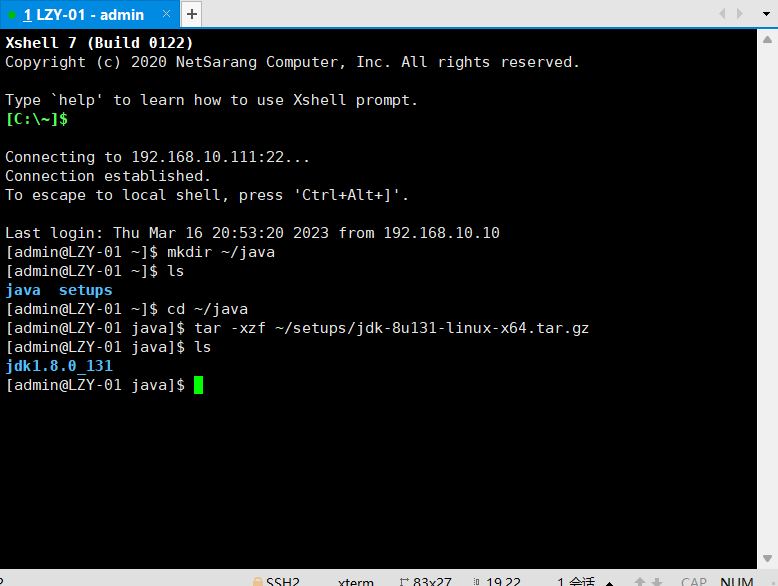 1 LZY-01 - admin × +
Xshell 7 (Build 0122)
Copyright (c) 2020 NetSarang Computer, Inc. All rights reserved.
Type `help' to learn how to use Xshell prompt.
[C:\~]$
Connecting to 192.168.10.111:22...
Connection established.
To escape to local shell, press 'Ctrl+Alt+]'.
Last login: Thu Mar 16 20:53:20 2023 from 192.168.10.10
[admin@LZY-01 ~]$ mkdir ~/java
[admin@LZY-01 ~]$ ls
java  setups
[admin@LZY-01 ~]$ cd ~/java
[admin@LZY-01 java]$ tar -xzf ~/setups/jdk-8u131-linux-x64.tar.gz
[admin@LZY-01 java]$ ls
jdk1.8.0_131
[admin@LZY-01 java]$
SSH2 xterm 83x27 19,22 1 会话 CAP NUM